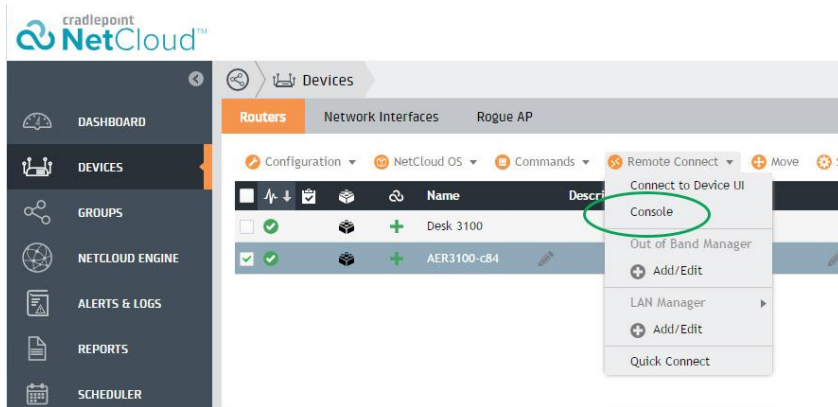 cradlepoint
NetCloud™
Devices
Routers Network Interfaces Rogue AP
DASHBOARD
DEVICES
GROUPS
NETCLOUD ENGINE
ALERTS & LOGS
REPORTS
SCHEDULER
Configuration NetCloud OS Commands Remote Connect Move
Name Descri
Desk 3100
AER3100-c84
Connect to Device UI
Console
Out of Band Manager
Add/Edit
LAN Manager
Add/Edit
Quick Connect